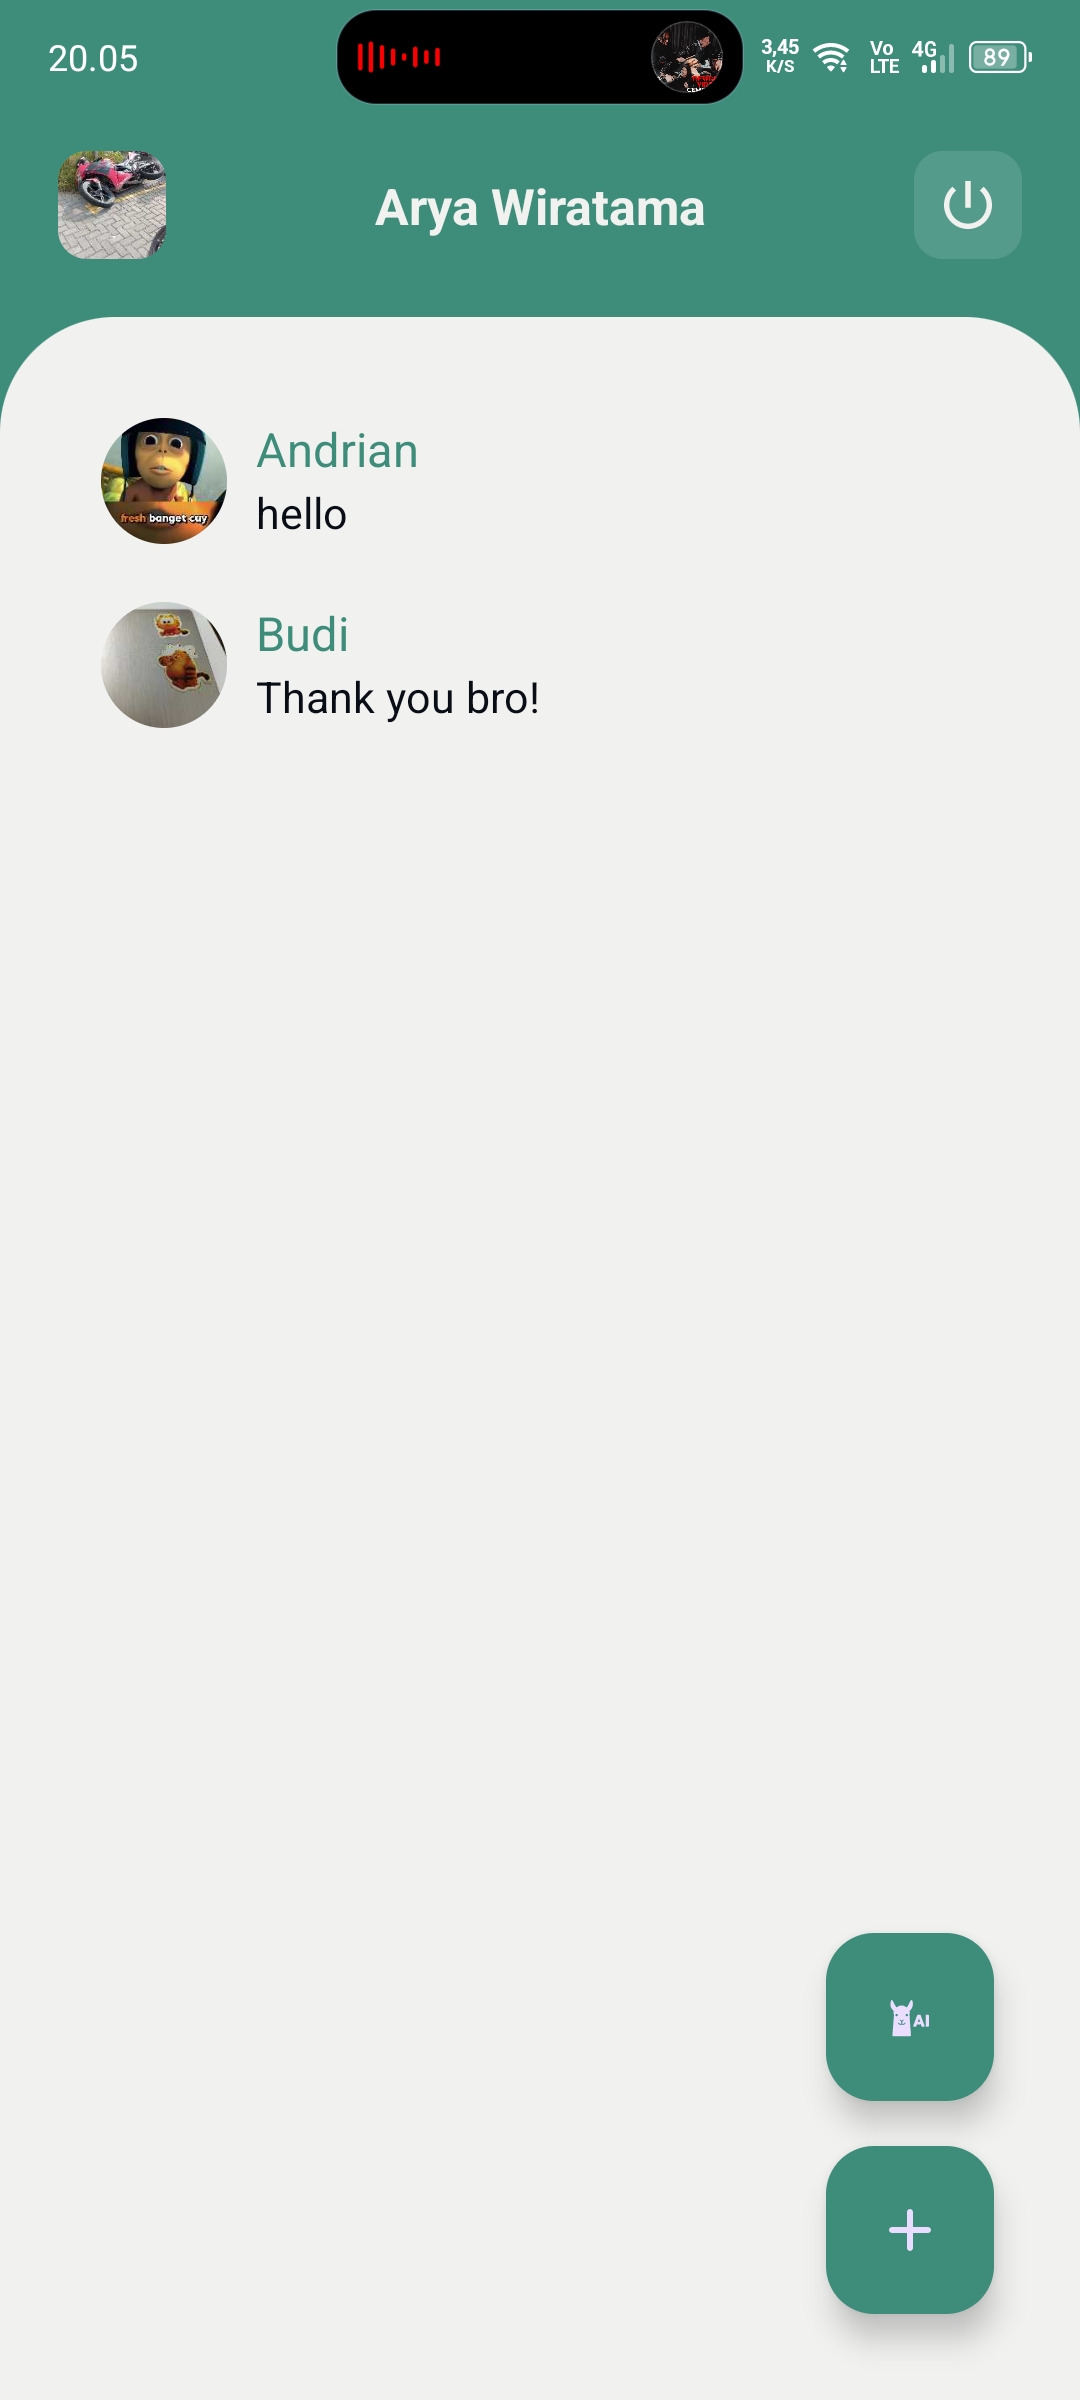 20.05
3,45
K/S
Vo
LTE
4G
89
Arya Wiratama
Andrian
fresh banget cuy
hello
Budi
Thank you bro!
AI